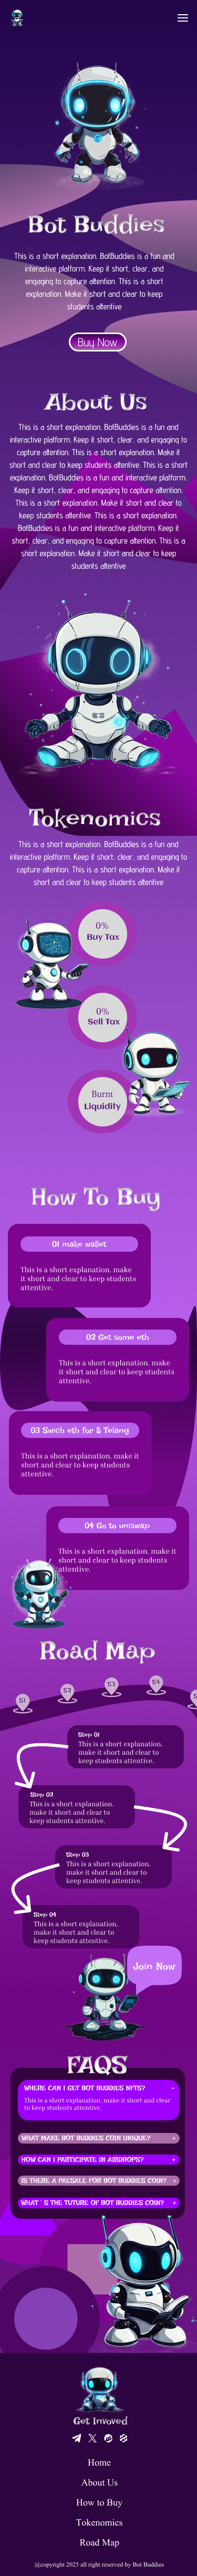 Bot Buddies
This is a short explanation. BotBuddies is a fun and
interactive platform. Keep it short, clear, and
engaging to capture attention. This is a short
explanation. Make it short and clear to keep
students attentive
Buy Now
About Us
This is a short explanation. BotBuddies is a fun and
interactive platform. Keep it short, clear, and engaging to
capture attention. This is a short explanation. Make it
short and clear to keep students attentive. This is a short
explanation. BotBuddies is a fun and interactive platform.
Keep it short, clear, and engaging to capture attention.
This is a short explanation. Make it short and clear to
keep students attentive. This is a short explanation.
BotBuddies is a fun and interactive platform. Keep it
short, clear, and engaging to capture attention. This is a
short explanation. Make it short and clear to keep
students attentive
Tokenomics
This is a short explanation. BotBuddies is a fun and
interactive platform. Keep it short, clear, and engaging to
capture attention. This is a short explanation. Make it
short and clear to keep students attentive
0%
Buy Tax
0%
Sell Tax
Burnt
Liquidity
How To Buy
01 make wallet
This is a short explanation. make
it short and clear to keep students
attentive.
02 Get some eth
This is a short explanation. make
it short and clear to keep students
attentive.
03 Swich eth for & Telang
This is a short explanation. make it
short and clear to keep students
attentive.
04 Go to uniswap
This is a short explanation. make it
short and clear to keep students
attentive.
Road Map
S1
S2
S3
S4
Step 01
This is a short explanation.
make it short and clear to
keep students attentive.
Step 02
This is a short explanation.
make it short and clear to
keep students attentive.
Step 03
This is a short explanation.
make it short and clear to
keep students attentive.
Step 04
This is a short explanation.
make it short and clear to
keep students attentive.
Join Now
FAQS
WHERE CAN I GET BOT BUDDIES NFTS? -
This is a short explanation. make it short and clear
to keep students attentive.
WHAT MAKE BOT BUDDIES COIN UNIQUE? +
HOW CAN I PARTICIPATE IN AIRDROPS? +
IS THERE A PAESALE FOR BOT BUDDIES COIN? +
WHAT ' S THE TUTURE OF BOT BUDDIES COIN? +
Get Invoved
Home
About Us
How to Buy
Tokenomics
Road Map
@copyright 2025 all right reserved by Bot Buddies